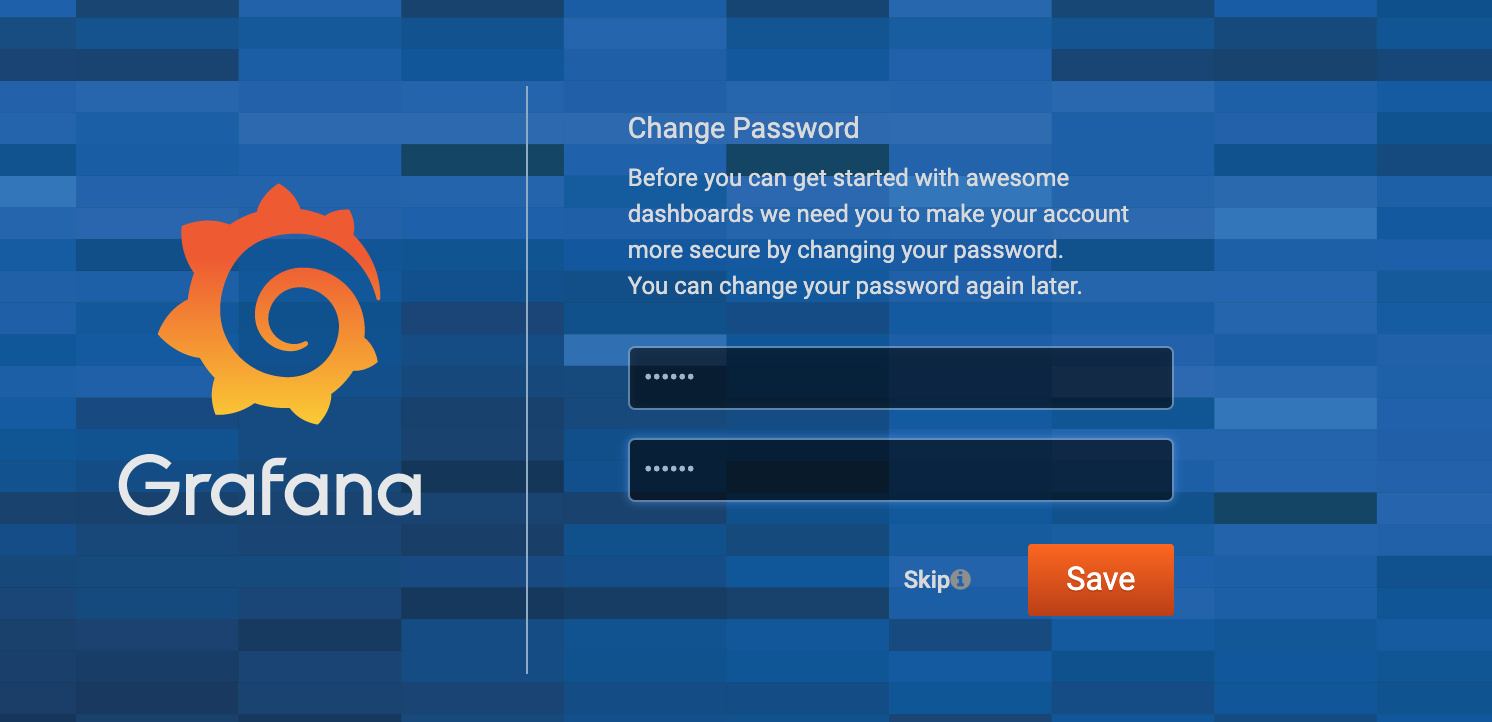 Grafana
Change Password
Before you can get started with awesome
dashboards we need you to make your account
more secure by changing your password.
You can change your password again later.
••••••
••••••
Skip
Save